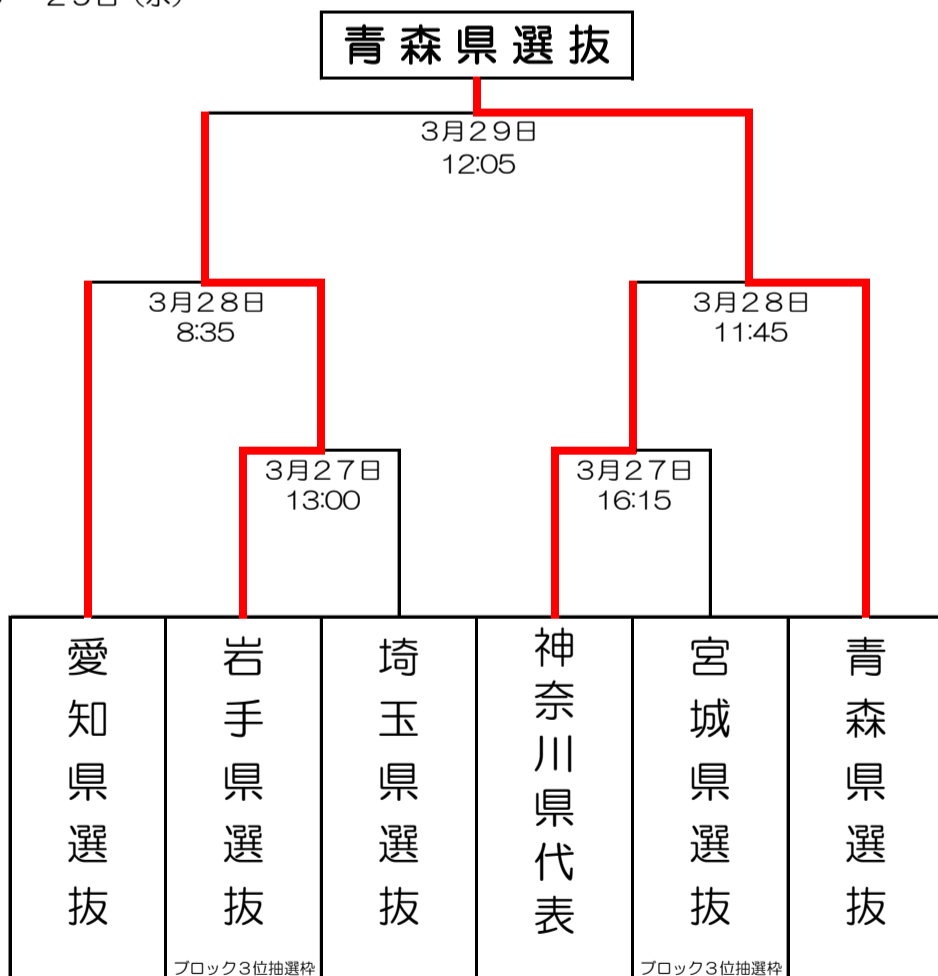 青森県選抜
3月29日
12:05
3月28日
8:35
3月28日
11:45
3月27日
13:00
3月27日
16:15
愛知県選抜
岩手県選抜
埼玉県選抜
神奈川県代表
宮城県選抜
青森県選抜
ブロック3位抽選枠
ブロック3位抽選枠